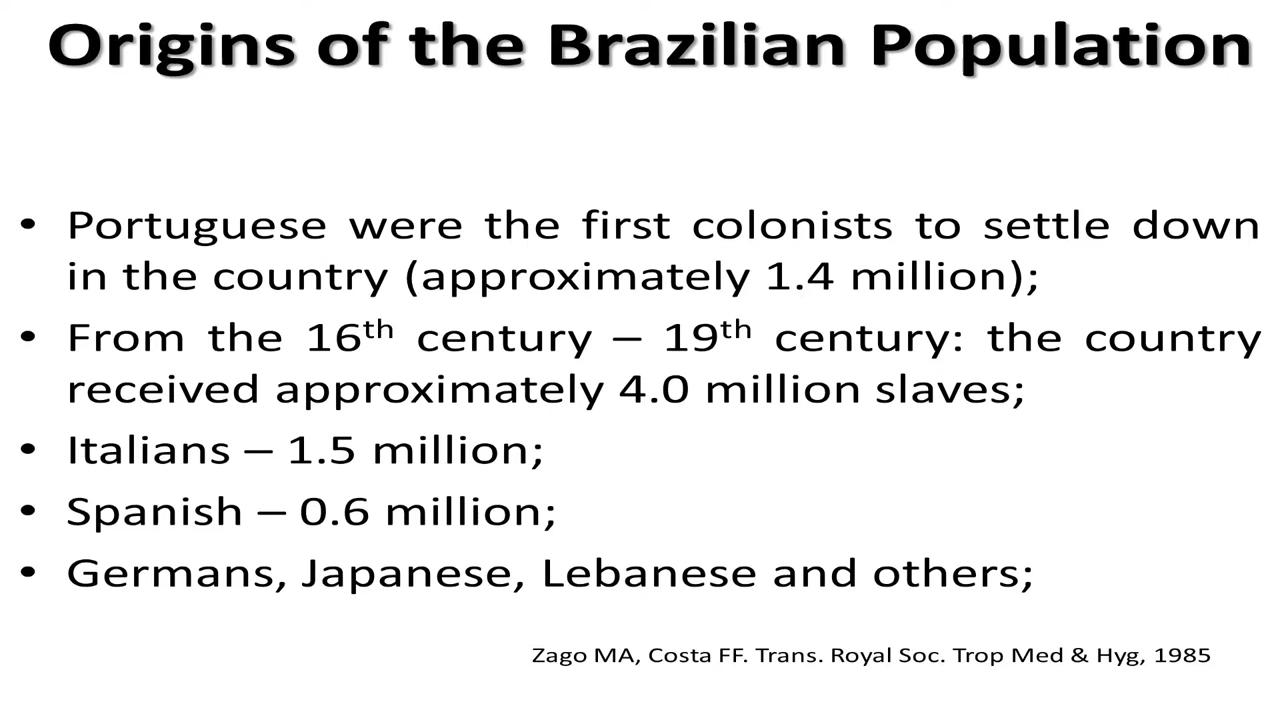 Origins of the Brazilian Population
• Portuguese were the first colonists to settle down
in the country (approximately 1.4 million);
• From the 16th century – 19th century: the country
received approximately 4.0 million slaves;
• Italians – 1.5 million;
• Spanish – 0.6 million;
• Germans, Japanese, Lebanese and others;
Zago MA, Costa FF. Trans. Royal Soc. Trop Med & Hyg, 1985